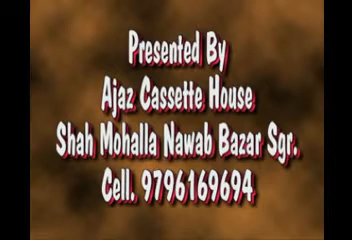 Presented By
Ajaz Cassette House
Shah Mohalla Nawab Bazar Sgr.
Cell. 9796169694